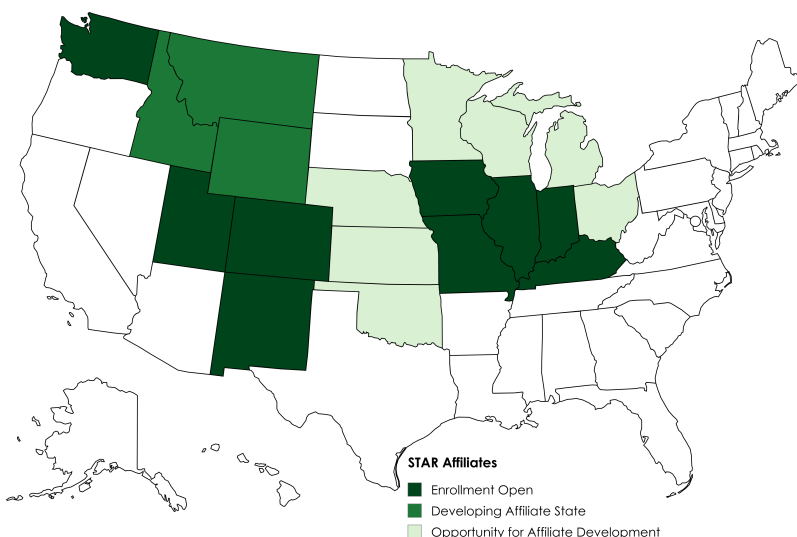 STAR Affiliates
Enrollment Open
Developing Affiliate State
Opportunity for Affiliate Development